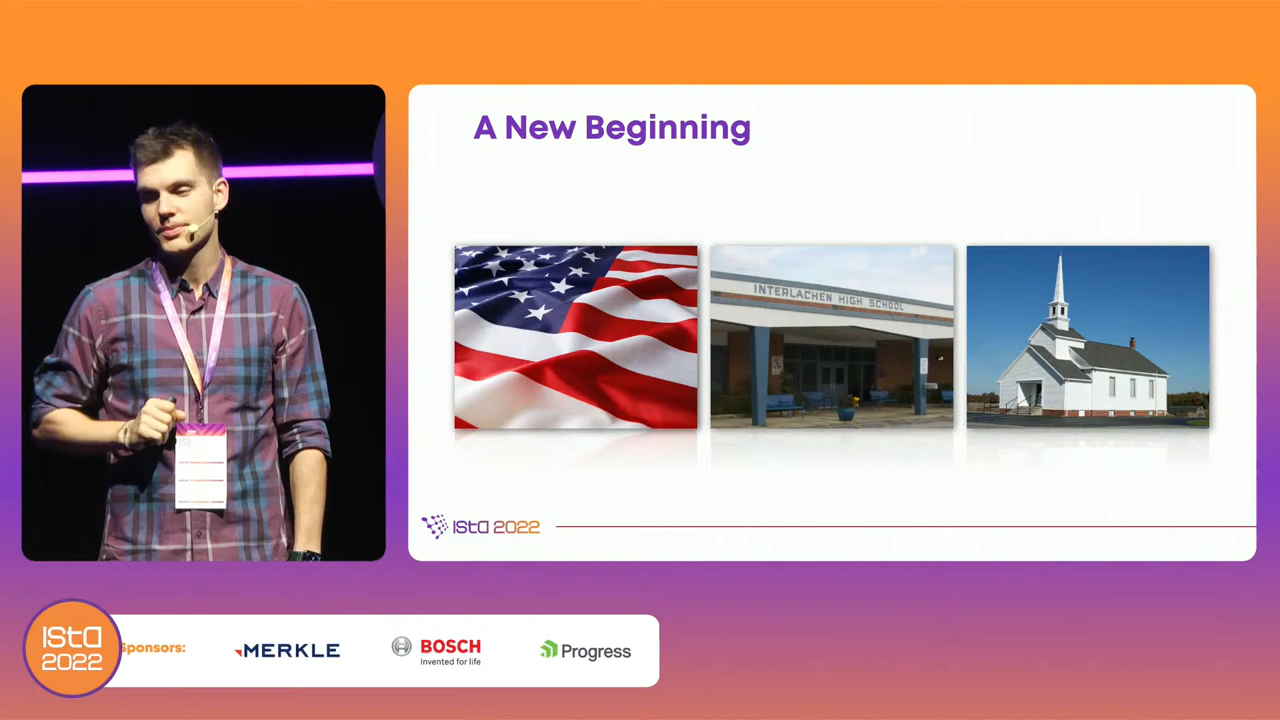 A New Beginning
INTERLACHEN HIGH SCHOOL
ISTA 2022
ISTA
2022
Sponsors:
MERKLE
BOSCH
Invented for life
Progress